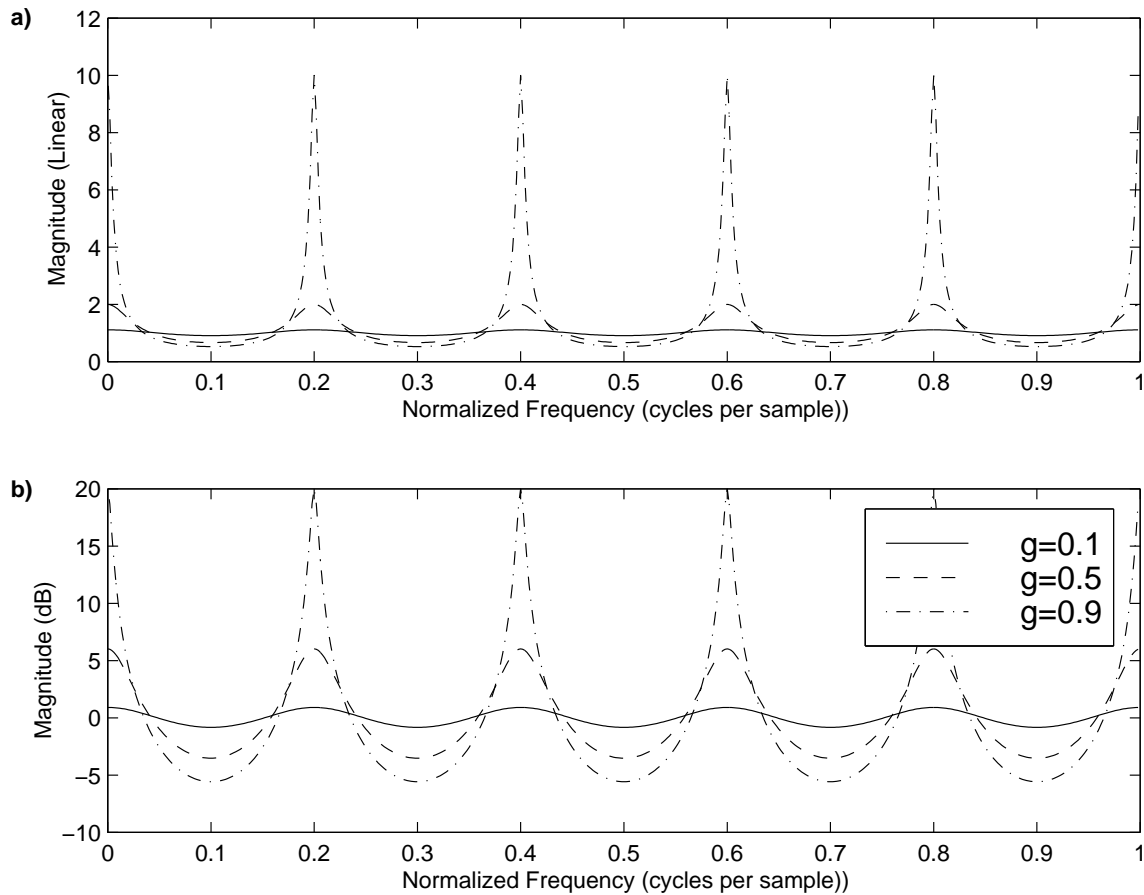 a)
12
10
8
6
4
2
0
Magnitude (Linear)
0 0.1 0.2 0.3 0.4 0.5 0.6 0.7 0.8 0.9 1
Normalized Frequency (cycles per sample))
b)
20
15
10
5
0
−5
−10
Magnitude (dB)
g=0.1
g=0.5
g=0.9
0 0.1 0.2 0.3 0.4 0.5 0.6 0.7 0.8 0.9 1
Normalized Frequency (cycles per sample))